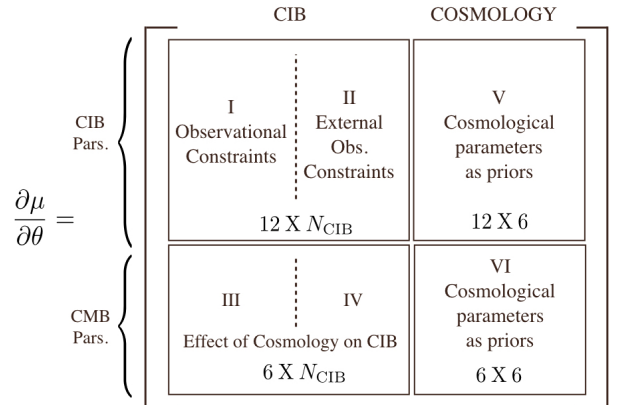 CIB COSMOLOGY
CIB
Pars.
I
Observational
Constraints
II
External
Obs.
Constraints
12 X N_CIB
V
Cosmological
parameters
as priors
12 X 6
∂μ/∂θ =
CMB
Pars.
III IV
Effect of Cosmology on CIB
6 X N_CIB
VI
Cosmological
parameters
as priors
6 X 6